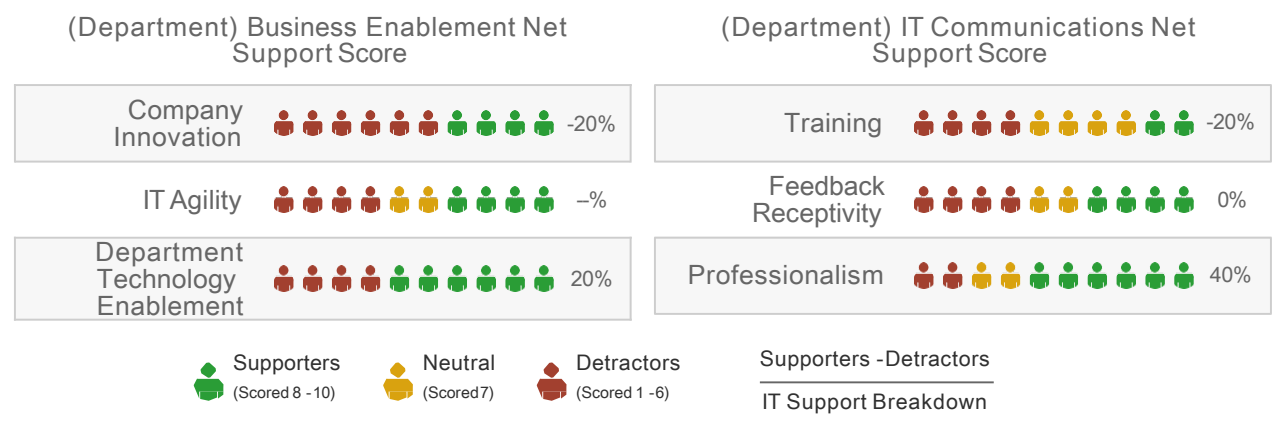 (Department) Business Enablement Net
Support Score
Company
Innovation
-20%
IT Agility
--%
Department
Technology
Enablement
20%
(Department) IT Communications Net
Support Score
Training
-20%
Feedback
Receptivity
0%
Professionalism
40%
Supporters
(Scored 8 - 10)
Neutral
(Scored 7)
Detractors
(Scored 1 - 6)
Supporters - Detractors
IT Support Breakdown